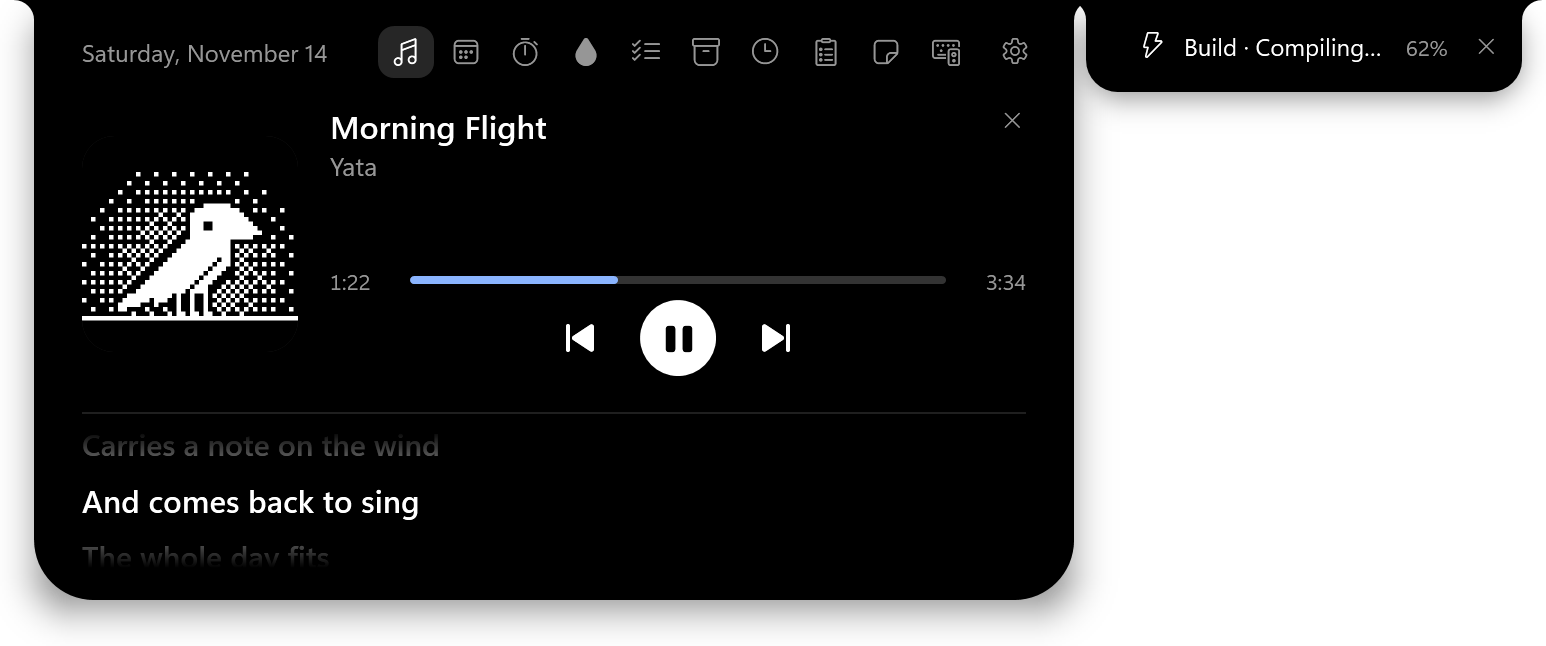 Saturday, November 14
Build · Compiling... 62%
Morning Flight
Yata
1:22
3:34
Carries a note on the wind
And comes back to sing
The whole day fits